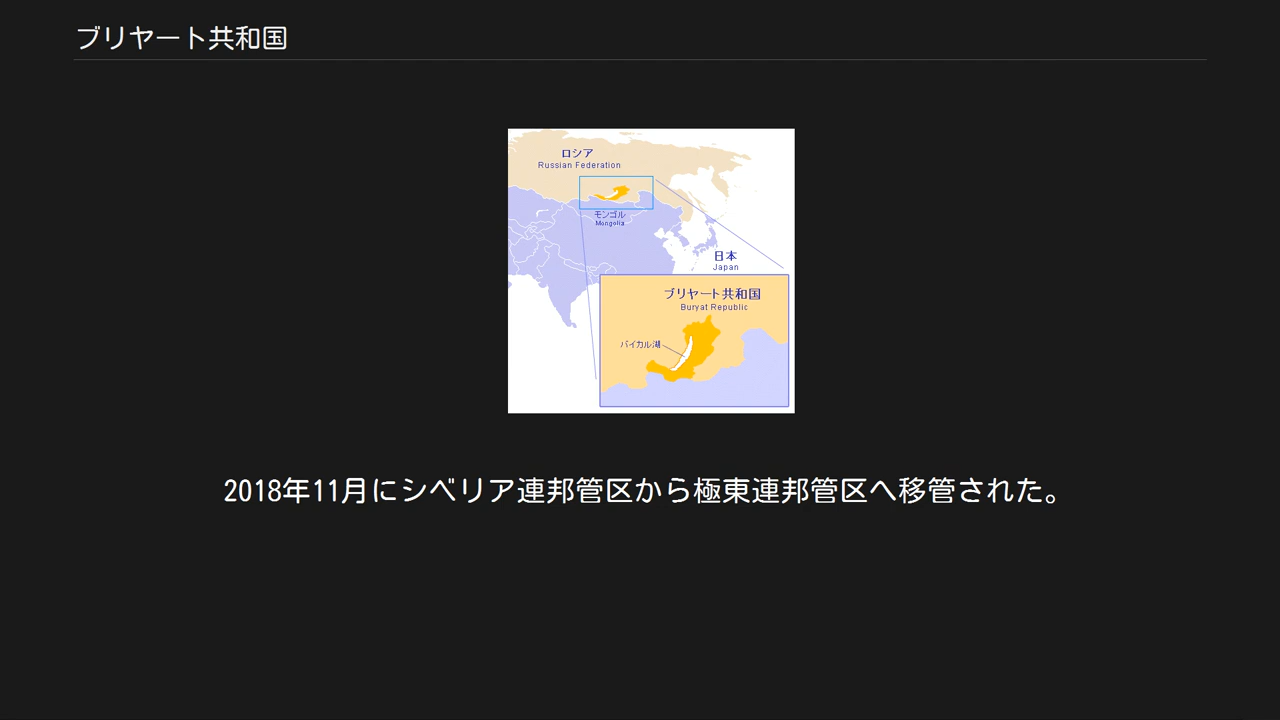 ブリヤート共和国
ロシア
Russian Federation
モンゴル
Mongolia
日本
Japan
ブリヤート共和国
Buryat Republic
バイカル湖
2018年11月にシベリア連邦管区から極東連邦管区へ移管された。